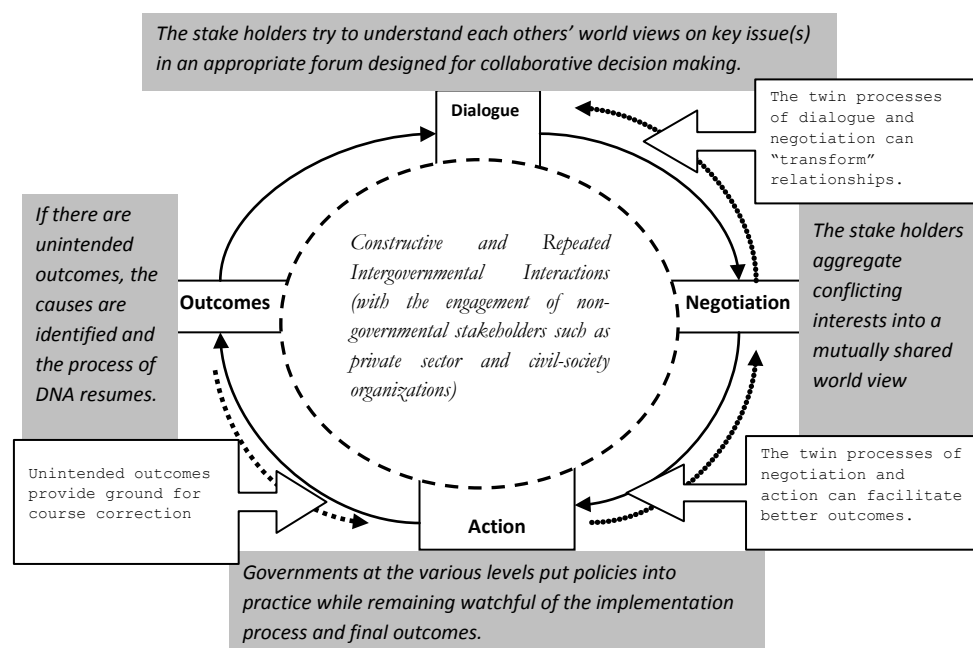 The stake holders try to understand each others’ world views on key issue(s)
in an appropriate forum designed for collaborative decision making.
Dialogue
The twin processes
of dialogue and
negotiation can
“transform”
relationships.
If there are
unintended
outcomes, the
causes are
identified and
the process of
DNA resumes.
Outcomes
Constructive and Repeated
Intergovernmental Interactions
(with the engagement of non-
governmental stakeholders such as
private sector and civil-society
organizations)
Negotiation
The stake holders
aggregate
conflicting
interests into a
mutually shared
world view
Unintended outcomes
provide ground for
course correction
Action
The twin processes of
negotiation and
action can facilitate
better outcomes.
Governments at the various levels put policies into
practice while remaining watchful of the implementation
process and final outcomes.